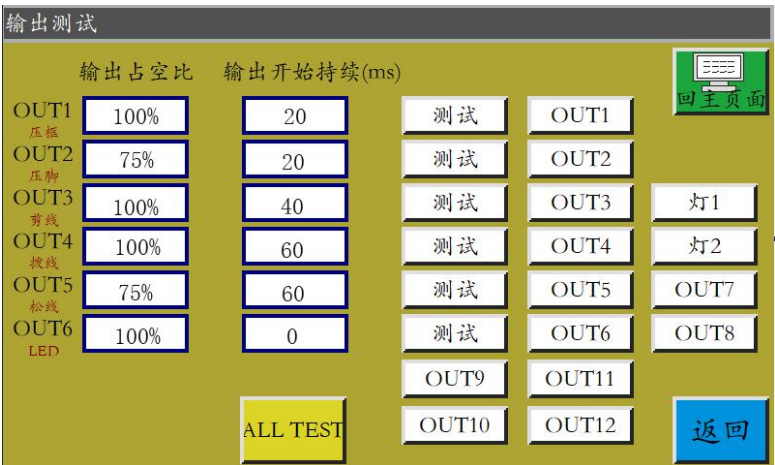 输出测试
输出占空比 输出开始持续(ms)
回主页面
OUT1 100% 20 测试 OUT1
压框
OUT2 75% 20 测试 OUT2
压脚
OUT3 100% 40 测试 OUT3 灯1
剪线
OUT4 100% 60 测试 OUT4 灯2
拨线
OUT5 75% 60 测试 OUT5 OUT7
松线
OUT6 100% 0 测试 OUT6 OUT8
LED
OUT9 OUT11
ALL TEST OUT10 OUT12 返回